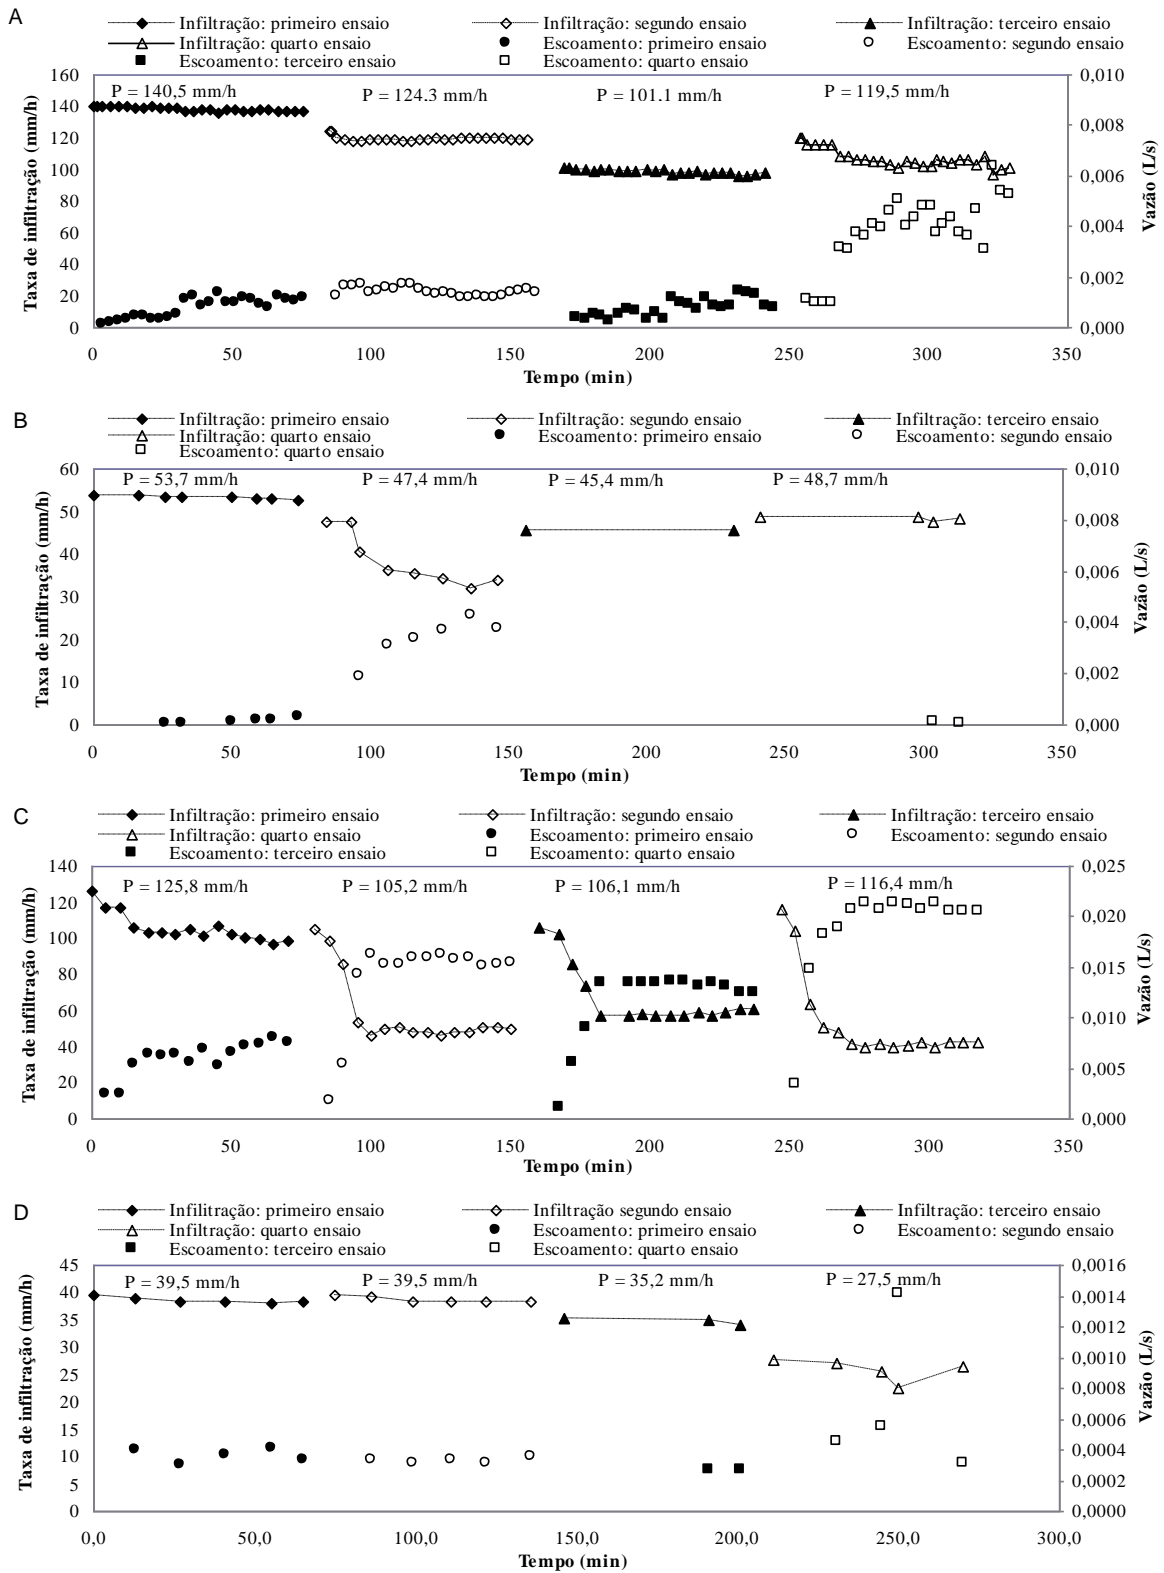 A
Infiltração: primeiro ensaio Infiltração: segundo ensaio Infiltração: terceiro ensaio
Infiltração: quarto ensaio Escoamento: primeiro ensaio Escoamento: segundo ensaio
Escoamento: terceiro ensaio Escoamento: quarto ensaio
P = 140,5 mm/h P = 124.3 mm/h P = 101.1 mm/h P = 119,5 mm/h
Taxa de infiltração (mm/h)
160
140
120
100
80
60
40
20
0
0,010
0,008
0,006
0,004
0,002
0,000
Vazão (L/s)
0 50 100 150 200 250 300 350
Tempo (min)
B
Infiltração: primeiro ensaio Infiltração: segundo ensaio Infiltração: terceiro ensaio
Infiltração: quarto ensaio Escoamento: primeiro ensaio Escoamento: segundo ensaio
Escoamento: quarto ensaio
P = 53,7 mm/h P = 47,4 mm/h P = 45,4 mm/h P = 48,7 mm/h
Taxa de infiltração (mm/h)
60
50
40
30
20
10
0
0,010
0,008
0,006
0,004
0,002
0,000
Vazão (L/s)
0 50 100 150 200 250 300 350
Tempo (min)
C
Infiltração: primeiro ensaio Infiltração: segundo ensaio Infiltração: terceiro ensaio
Infiltração: quarto ensaio Escoamento: primeiro ensaio Escoamento: segundo ensaio
Escoamento: terceiro ensaio Escoamento: quarto ensaio
P = 125,8 mm/h P = 105,2 mm/h P = 106,1 mm/h P = 116,4 mm/h
Taxa de infiltração (mm/h)
140
120
100
80
60
40
20
0
0,025
0,020
0,015
0,010
0,005
0,000
Vazão (L/s)
0 50 100 150 200 250 300 350
Tempo (min)
D
Infilitração: primeiro ensaio Infiltração segundo ensaio Infiltração: terceiro ensaio
Infiltração: quarto ensaio Escoamento: primeiro ensaio Escoamento: segundo ensaio
Escoamento: terceiro ensaio Escoamento: quarto ensaio
P = 39,5 mm/h P = 39,5 mm/h P = 35,2 mm/h P = 27,5 mm/h
Taxa de infiltração (mm/h)
45
40
35
30
25
20
15
10
5
0
0,0016
0,0014
0,0012
0,0010
0,0008
0,0006
0,0004
0,0002
0,0000
Vazão (L/s)
0,0 50,0 100,0 150,0 200,0 250,0 300,0
Tempo (min)